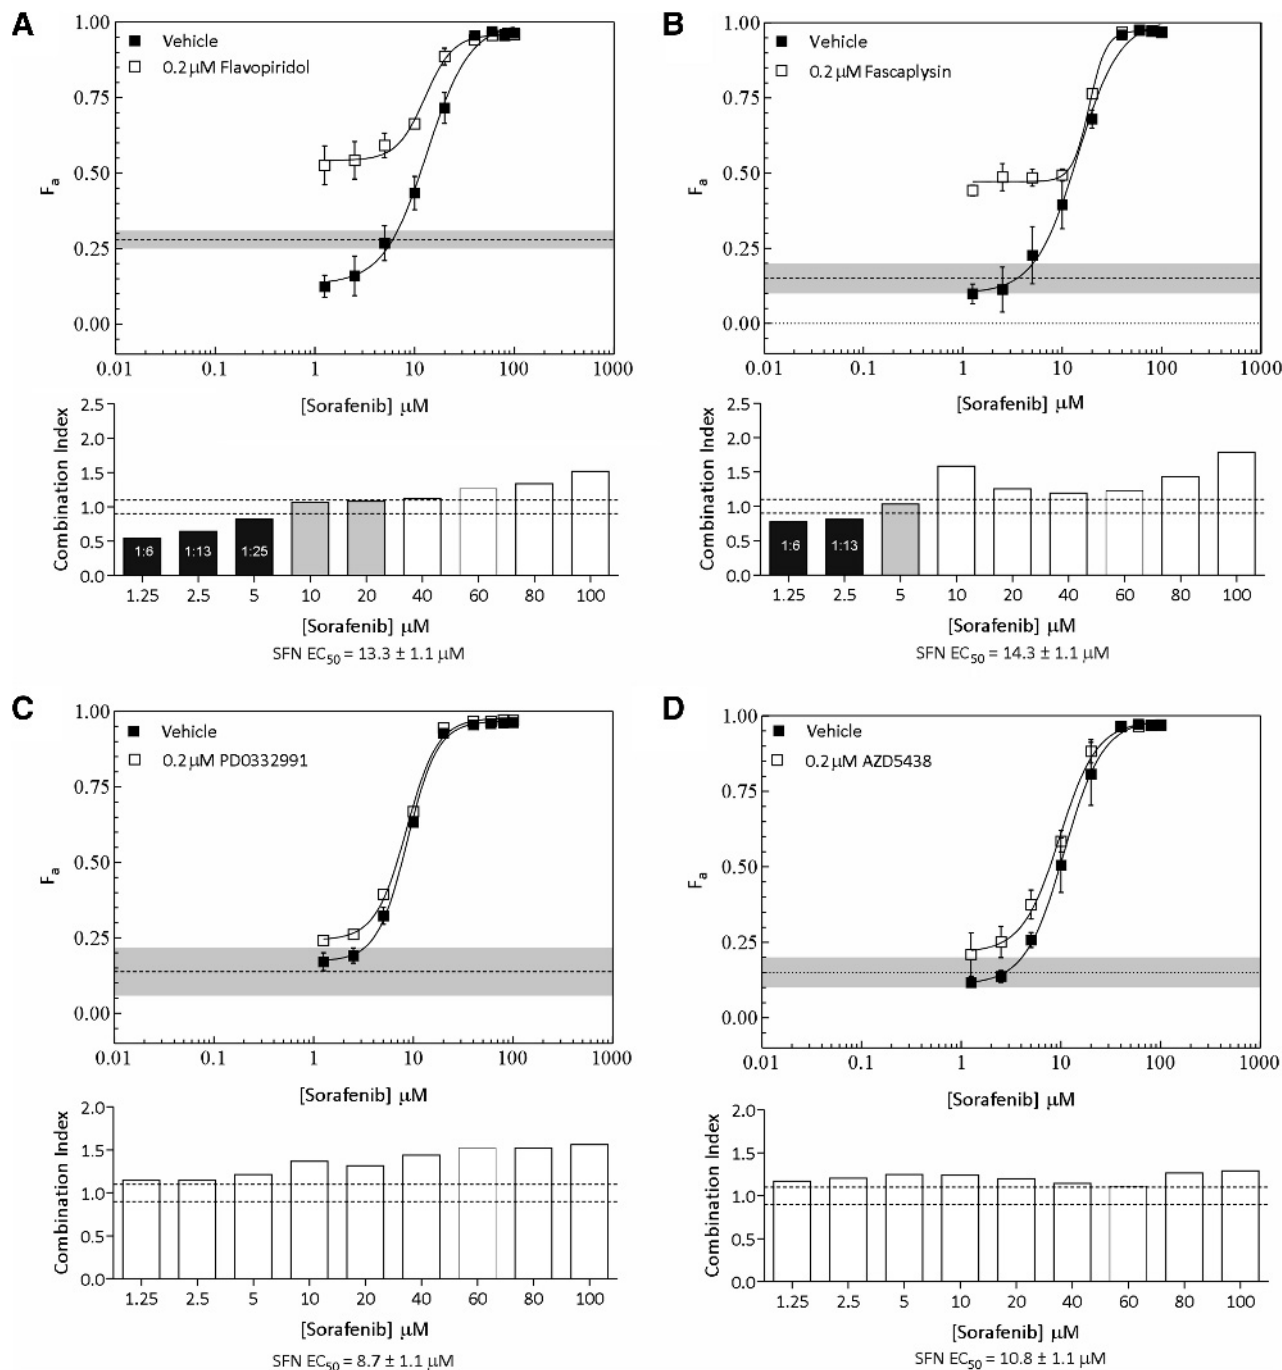 A
Vehicle
0.2 μM Flavopiridol
1.00
0.75
0.50
0.25
0.00
Fa
0.01 0.1 1 10 100 1000
[Sorafenib] μM
2.5
2.0
1.5
1.0
0.5
0.0
Combination Index
1:6 1:13 1:25
1.25 2.5 5 10 20 40 60 80 100
[Sorafenib] μM
SFN EC50 = 13.3 ± 1.1 μM
B
Vehicle
0.2 μM Fascaplysin
1.00
0.75
0.50
0.25
0.00
Fa
0.01 0.1 1 10 100 1000
[Sorafenib] μM
2.5
2.0
1.5
1.0
0.5
0.0
Combination Index
1:6 1:13
1.25 2.5 5 10 20 40 60 80 100
[Sorafenib] μM
SFN EC50 = 14.3 ± 1.1 μM
C
Vehicle
0.2 μM PD0332991
1.00
0.75
0.50
0.25
0.00
Fa
0.01 0.1 1 10 100 1000
[Sorafenib] μM
2.0
1.5
1.0
0.5
0.0
Combination Index
1.25 2.5 5 10 20 40 60 80 100
[Sorafenib] μM
SFN EC50 = 8.7 ± 1.1 μM
D
Vehicle
0.2 μM AZD5438
1.00
0.75
0.50
0.25
0.00
Fa
0.01 0.1 1 10 100 1000
[Sorafenib] μM
2.0
1.5
1.0
0.5
0.0
Combination Index
1.25 2.5 5 10 20 40 60 80 100
[Sorafenib] μM
SFN EC50 = 10.8 ± 1.1 μM